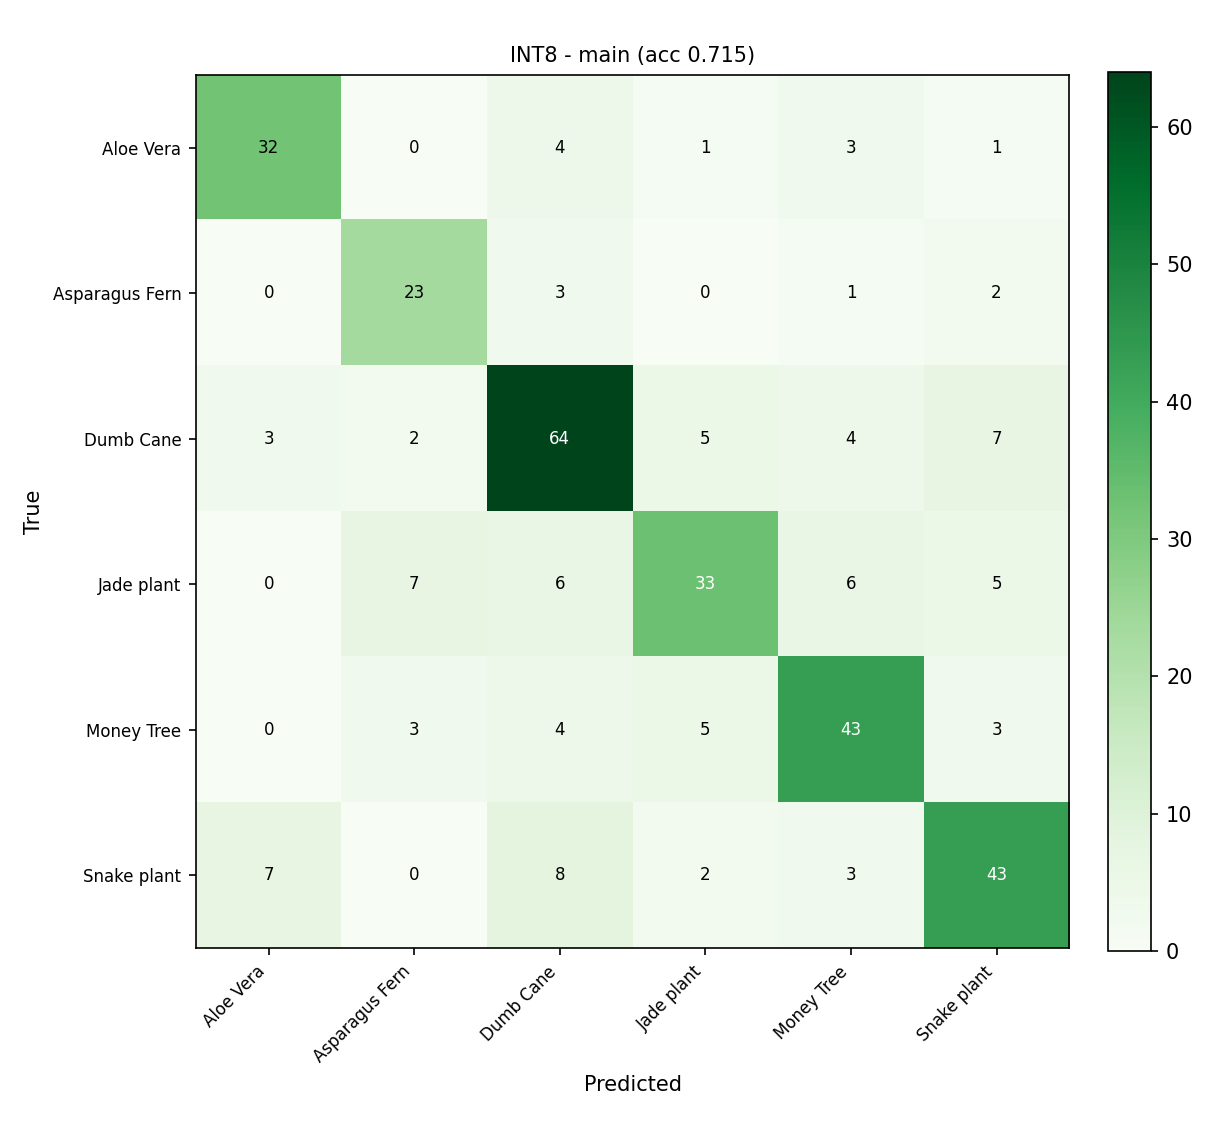 INT8 - main (acc 0.715)
Aloe Vera 32 0 4 1 3 1
Asparagus Fern 0 23 3 0 1 2
Dumb Cane 3 2 64 5 4 7
Jade plant 0 7 6 33 6 5
Money Tree 0 3 4 5 43 3
Snake plant 7 0 8 2 3 43
True
Aloe Vera Asparagus Fern Dumb Cane Jade plant Money Tree Snake plant
Predicted
60
50
40
30
20
10
0